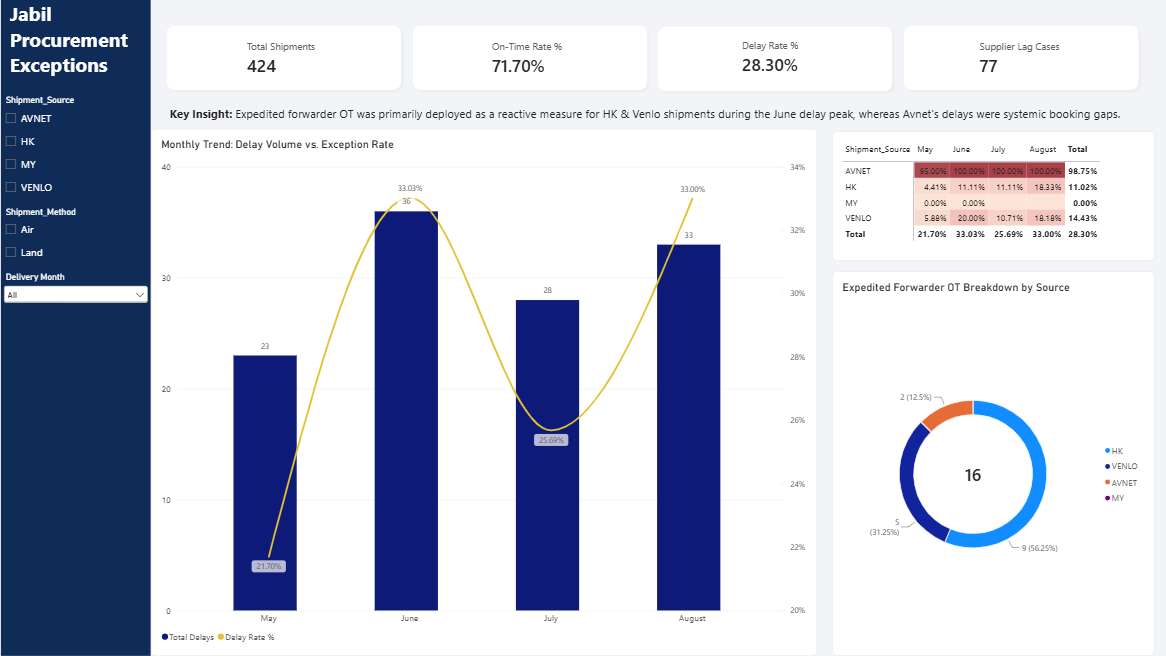 Jabil
Procurement
Exceptions
Shipment_Source
AVNET
HK
MY
VENLO
Shipment_Method
Air
Land
Delivery Month
All
Total Shipments
424
On-Time Rate %
71.70%
Delay Rate %
28.30%
Supplier Lag Cases
77
Key Insight: Expedited forwarder OT was primarily deployed as a reactive measure for HK & Venlo shipments during the June delay peak, whereas Avnet's delays were systemic booking gaps.
Monthly Trend: Delay Volume vs. Exception Rate
40
30
20
10
0
34%
32%
30%
28%
26%
24%
22%
20%
23
21.70%
33.03%
36
28
25.69%
33.00%
33
May June July August
Total Delays Delay Rate %
Shipment_Source May June July August Total
AVNET 95.00% 100.00% 100.00% 100.00% 98.75%
HK 4.41% 11.11% 11.11% 18.33% 11.02%
MY 0.00% 0.00% 0.00%
VENLO 5.88% 20.00% 10.71% 18.18% 14.43%
Total 21.70% 33.03% 25.69% 33.00% 28.30%
Expedited Forwarder OT Breakdown by Source
2 (12.5%)
16
5
(31.25%)
9 (56.25%)
HK
VENLO
AVNET
MY